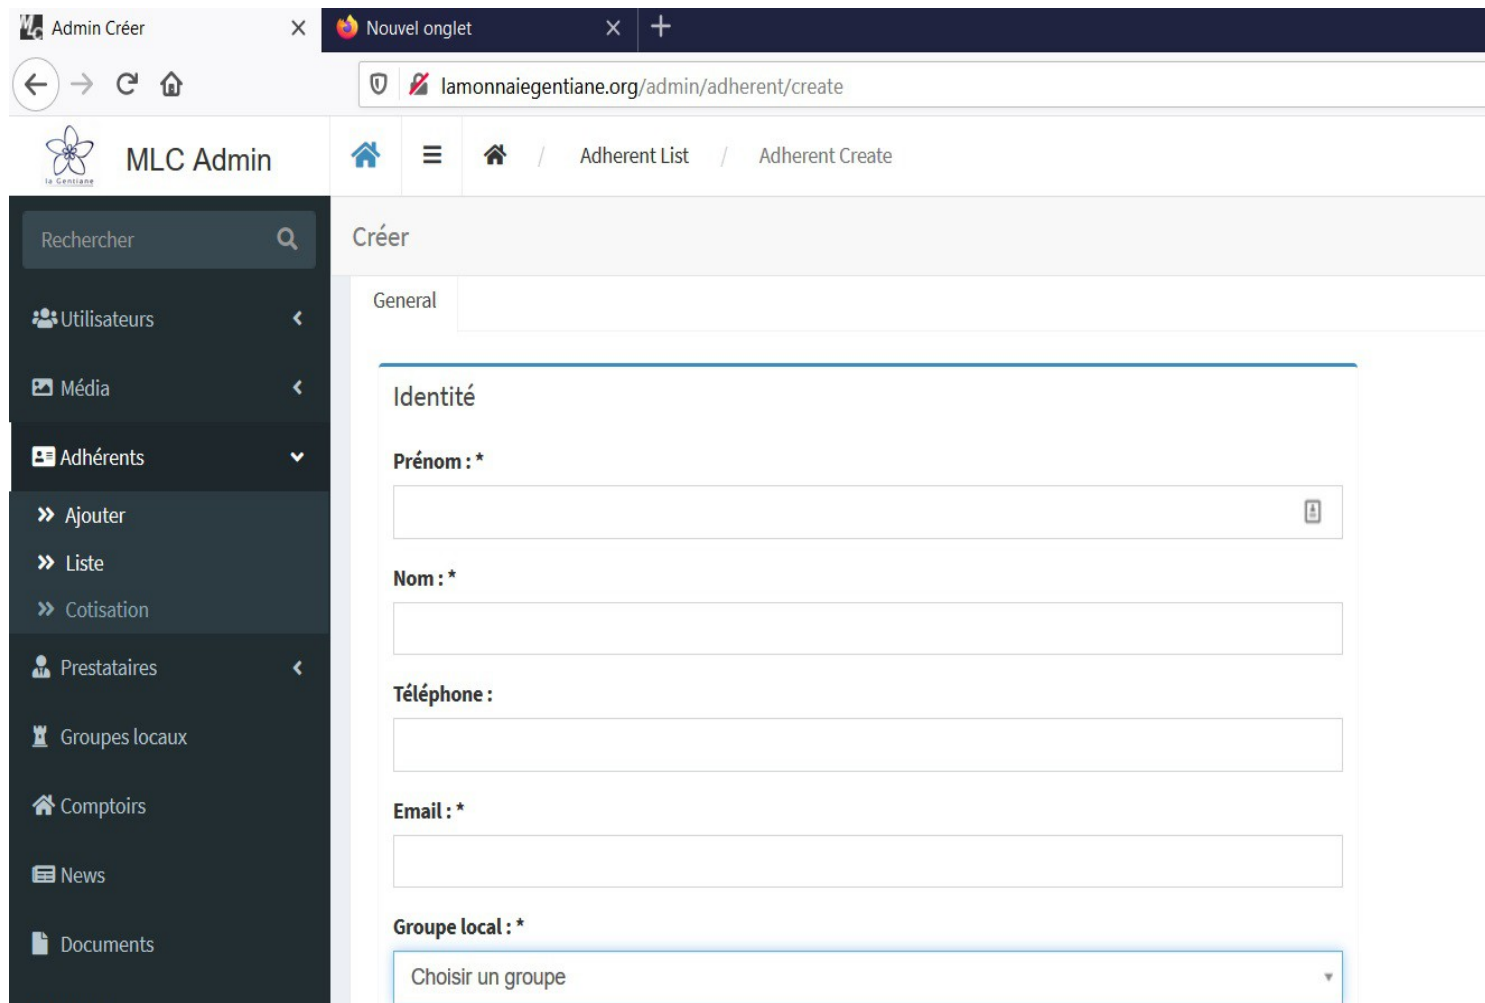 Admin Créer
Nouvel onglet
lamonnaiegentiane.org/admin/adherent/create
la Gentiane
MLC Admin
/ Adherent List / Adherent Create
Rechercher
Créer
General
Utilisateurs
Média
Adhérents
Ajouter
Liste
Cotisation
Prestataires
Groupes locaux
Comptoirs
News
Documents
Identité
Prénom : *
Nom : *
Téléphone :
Email : *
Groupe local : *
Choisir un groupe